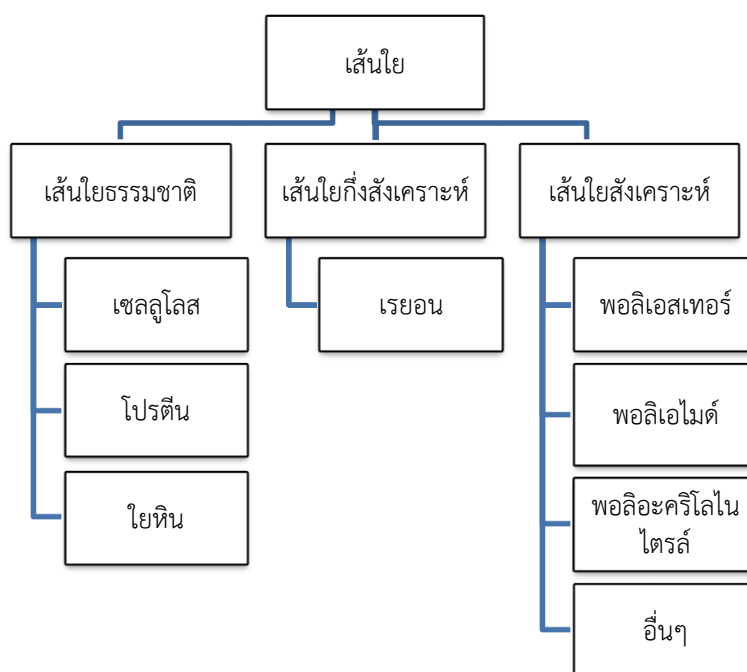 เส้นใย
เส้นใยธรรมชาติ
เส้นใยกึ่งสังเคราะห์
เส้นใยสังเคราะห์
เซลลูโลส
โปรตีน
ใยหิน
เรยอน
พอลิเอสเทอร์
พอลิเอไมด์
พอลิอะคริโลไน
ไตรล์
อื่นๆ